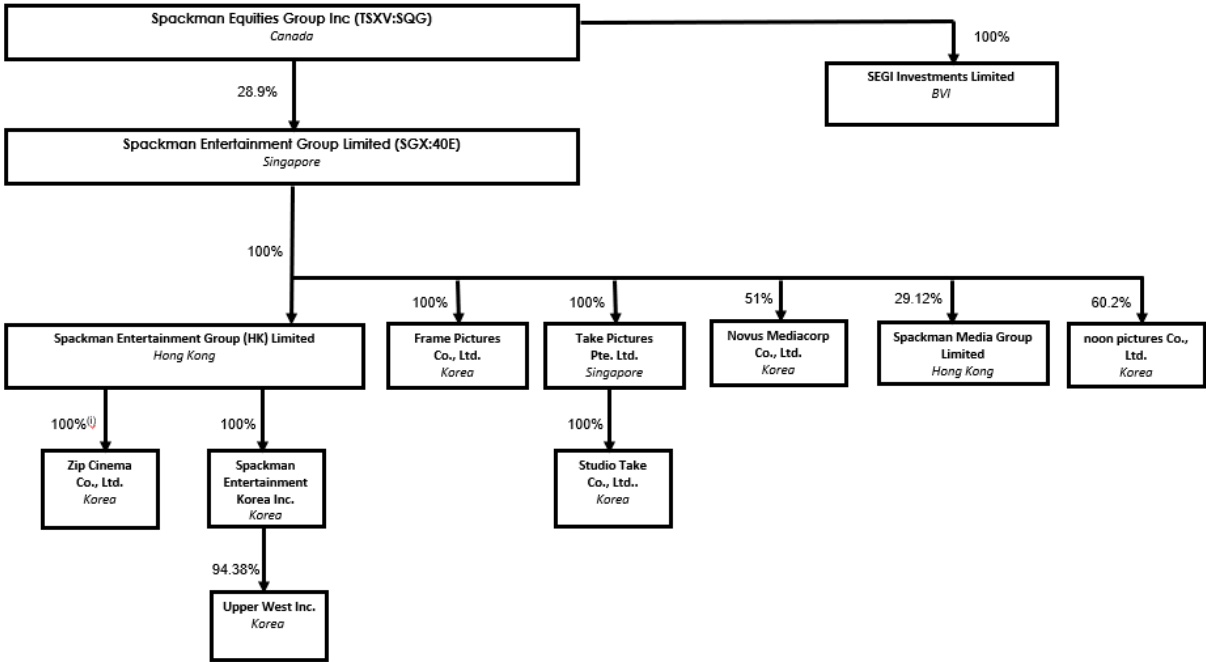 Spackman Equities Group Inc (TSXV:SQG)
Canada
100%
SEGI Investments Limited
BVI
28.9%
Spackman Entertainment Group Limited (SGX:40E)
Singapore
100%
100%
100%
51%
29.12%
60.2%
Spackman Entertainment Group (HK) Limited
Hong Kong
Frame Pictures
Co., Ltd.
Korea
Take Pictures
Pte. Ltd.
Singapore
Novus Mediacorp
Co., Ltd.
Korea
Spackman Media Group
Limited
Hong Kong
noon pictures Co.,
Ltd.
Korea
100%(i)
100%
100%
Zip Cinema
Co., Ltd.
Korea
Spackman
Entertainment
Korea Inc.
Korea
Studio Take
Co., Ltd..
Korea
94.38%
Upper West Inc.
Korea